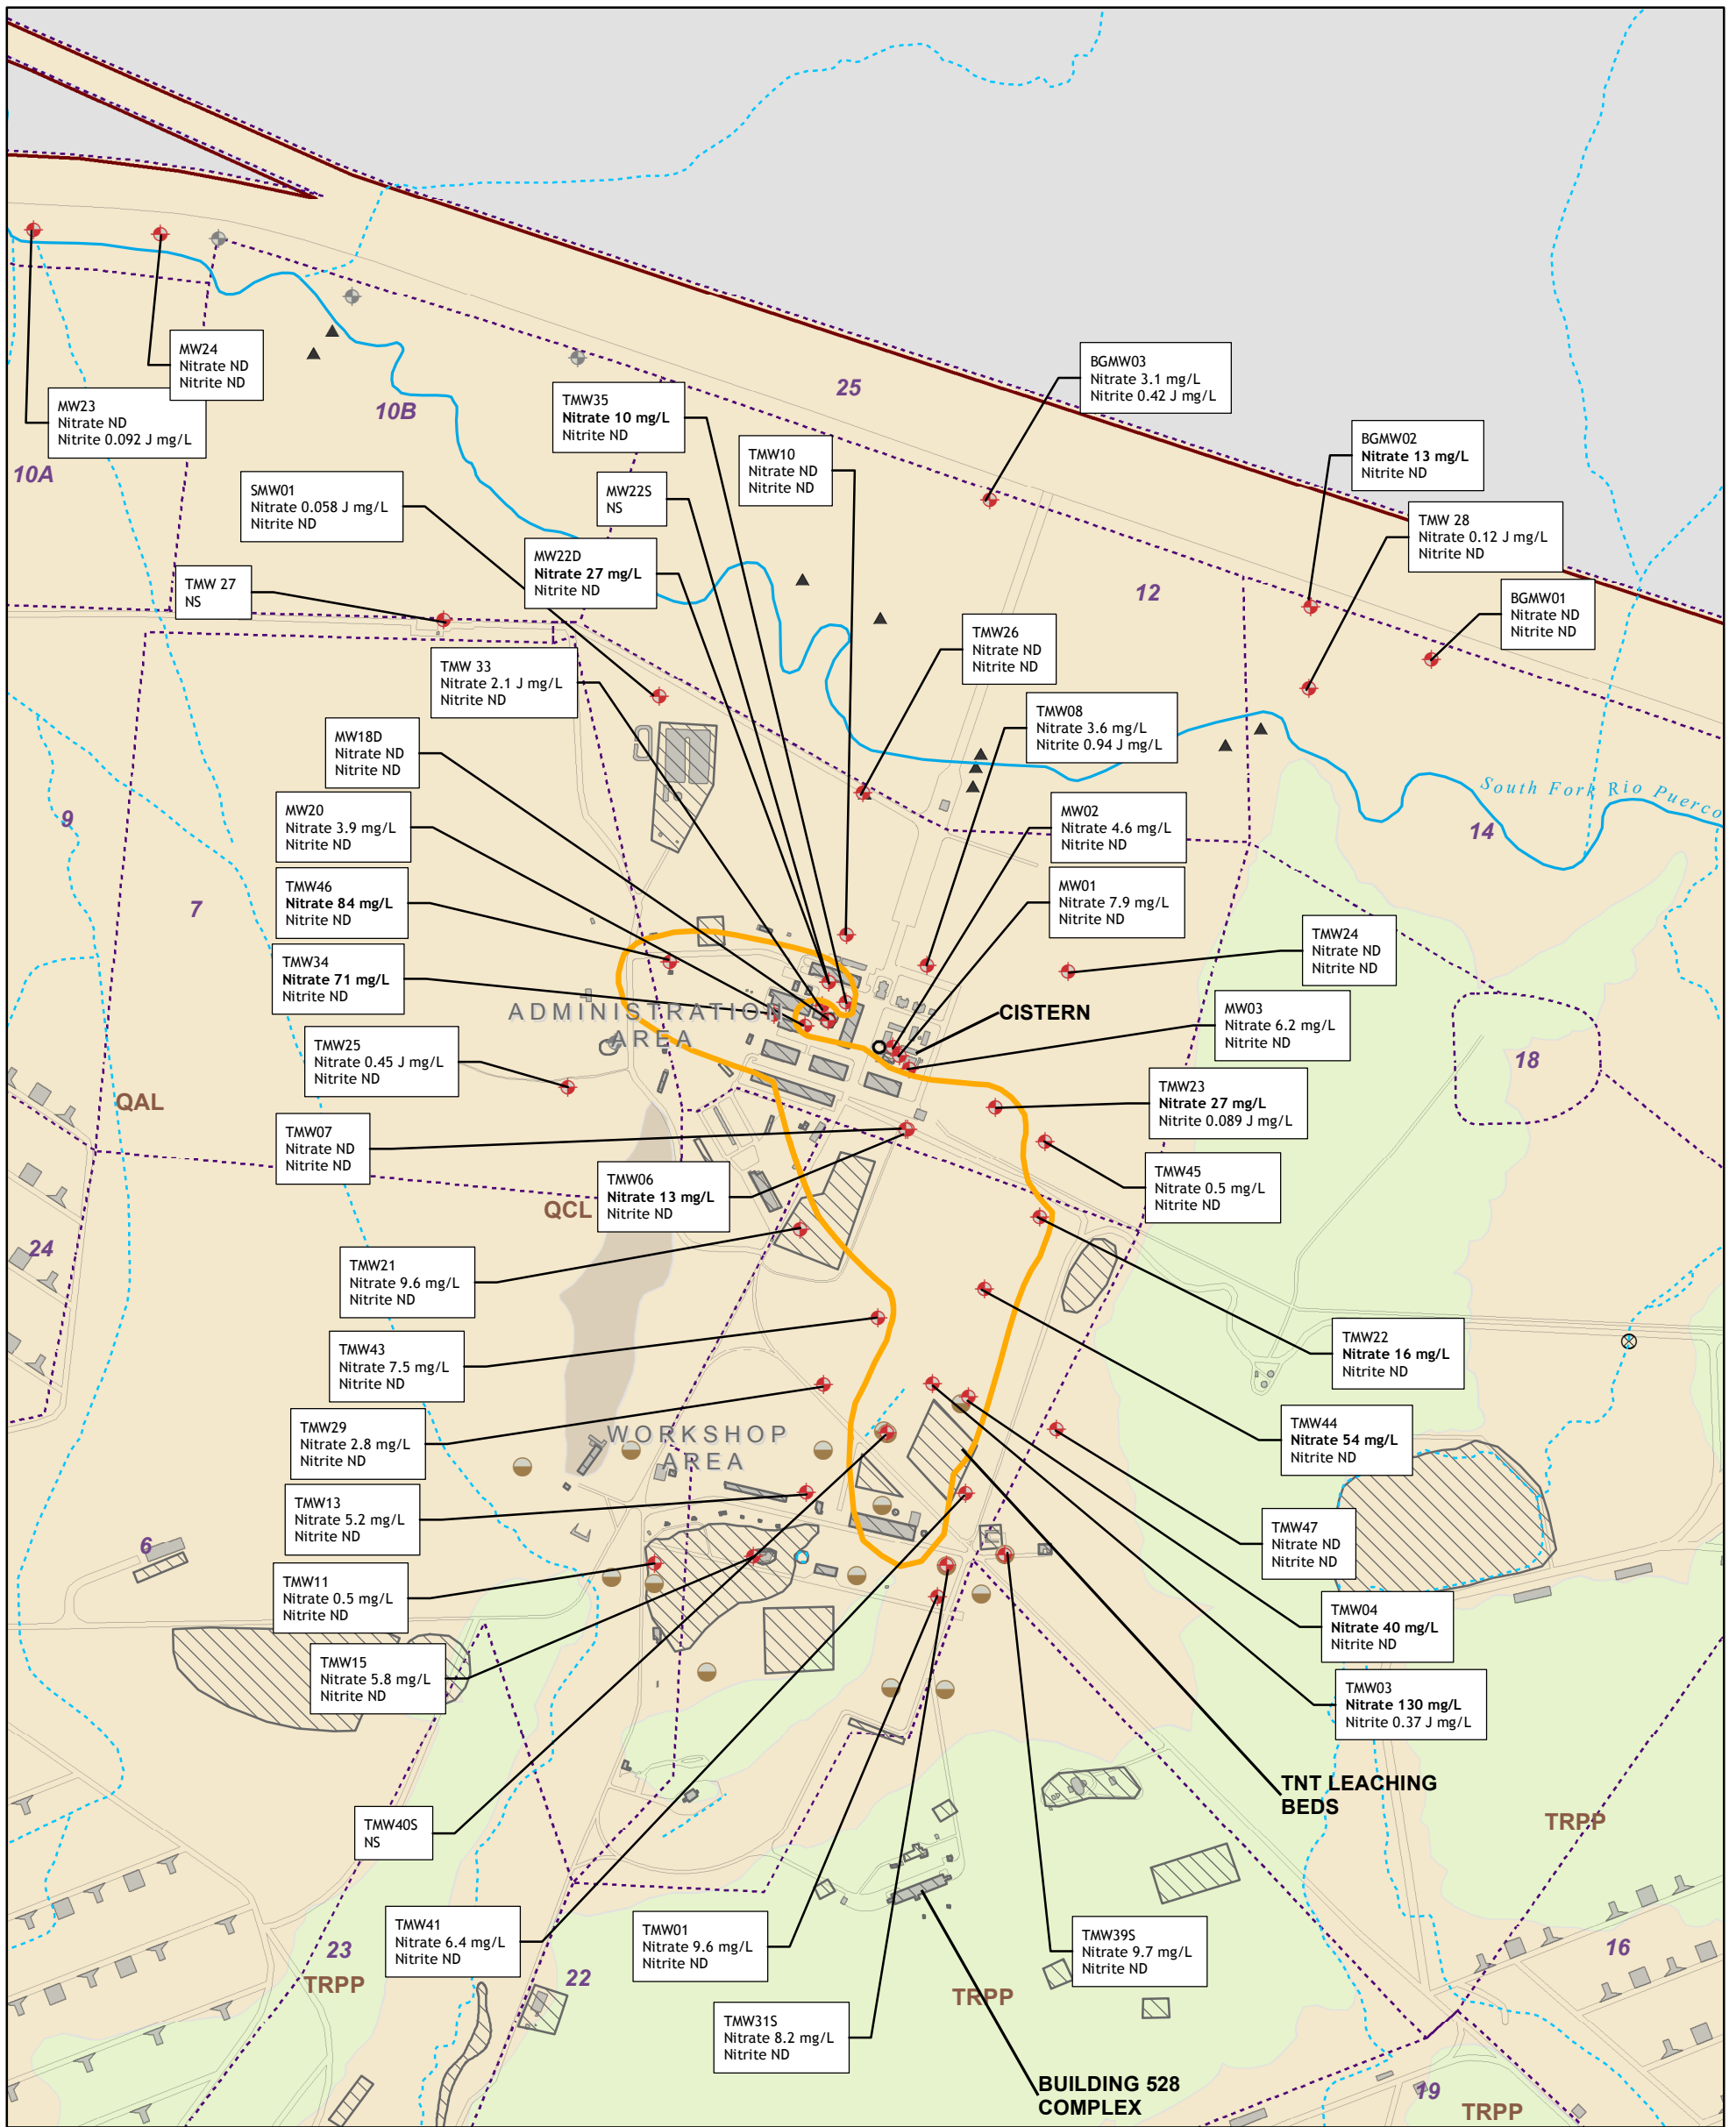 MW24
Nitrate ND
Nitrite ND
MW23
Nitrate ND
Nitrite 0.092 J mg/L
10A
10B
25
TMW35
Nitrate 10 mg/L
Nitrite ND
BGMW03
Nitrate 3.1 mg/L
Nitrite 0.42 J mg/L
TMW10
Nitrate ND
Nitrite ND
BGMW02
Nitrate 13 mg/L
Nitrite ND
SMW01
Nitrate 0.058 J mg/L
Nitrite ND
MW22S
NS
TMW 28
Nitrate 0.12 J mg/L
Nitrite ND
MW22D
Nitrate 27 mg/L
Nitrite ND
TMW 27
NS
12
BGMW01
Nitrate ND
Nitrite ND
TMW26
Nitrate ND
Nitrite ND
TMW 33
Nitrate 2.1 J mg/L
Nitrite ND
TMW08
Nitrate 3.6 mg/L
Nitrite 0.94 J mg/L
MW18D
Nitrate ND
Nitrite ND
South Fork Rio Puerco
14
9
MW20
Nitrate 3.9 mg/L
Nitrite ND
MW02
Nitrate 4.6 mg/L
Nitrite ND
7
TMW46
Nitrate 84 mg/L
Nitrite ND
MW01
Nitrate 7.9 mg/L
Nitrite ND
TMW24
Nitrate ND
Nitrite ND
TMW34
Nitrate 71 mg/L
Nitrite ND
ADMINISTRATION
AREA
CISTERN
MW03
Nitrate 6.2 mg/L
Nitrite ND
18
TMW25
Nitrate 0.45 J mg/L
Nitrite ND
QAL
TMW23
Nitrate 27 mg/L
Nitrite 0.089 J mg/L
TMW07
Nitrate ND
Nitrite ND
TMW06
Nitrate 13 mg/L
Nitrite ND
QCL
TMW45
Nitrate 0.5 mg/L
Nitrite ND
24
TMW21
Nitrate 9.6 mg/L
Nitrite ND
TMW43
Nitrate 7.5 mg/L
Nitrite ND
TMW22
Nitrate 16 mg/L
Nitrite ND
TMW29
Nitrate 2.8 mg/L
Nitrite ND
WORKSHOP
AREA
TMW44
Nitrate 54 mg/L
Nitrite ND
TMW13
Nitrate 5.2 mg/L
Nitrite ND
6
TMW47
Nitrate ND
Nitrite ND
TMW11
Nitrate 0.5 mg/L
Nitrite ND
TMW04
Nitrate 40 mg/L
Nitrite ND
TMW15
Nitrate 5.8 mg/L
Nitrite ND
TMW03
Nitrate 130 mg/L
Nitrite 0.37 J mg/L
TNT LEACHING
BEDS
TMW40S
NS
TRPP
TMW41
Nitrate 6.4 mg/L
Nitrite ND
TMW01
Nitrate 9.6 mg/L
Nitrite ND
TMW39S
Nitrate 9.7 mg/L
Nitrite ND
23
TRPP
22
TRPP
16
TMW31S
Nitrate 8.2 mg/L
Nitrite ND
BUILDING 528
COMPLEX
19
TRPP